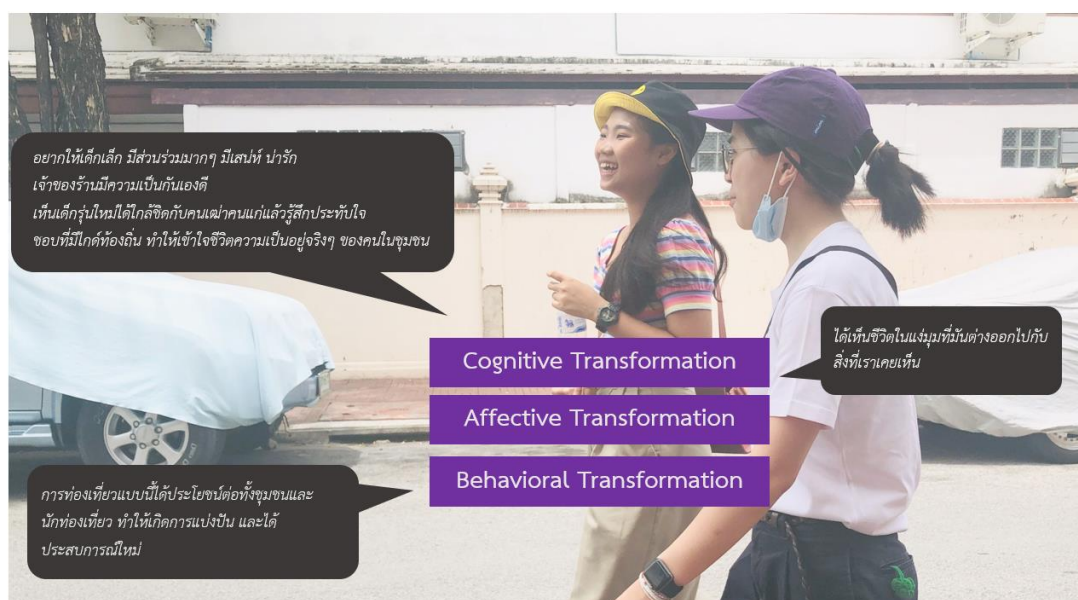 อยากให้เด็กเล็ก มีส่วนร่วมมากๆ มีเสน่ห์ น่ารัก
เจ้าของร้านมีความเป็นกันเองดี
เห็นเด็กรุ่นใหม่ได้ใกล้ชิดกับคนเฒ่าคนแก่แล้วรู้สึกประทับใจ
ชอบที่มีไกด์ท้องถิ่น ทำให้เข้าใจชีวิตความเป็นอยู่จริงๆ ของคนในชุมชน
ได้เห็นชีวิตในแง่มุมที่มันต่างออกไปกับ
สิ่งที่เราเคยเห็น
Cognitive Transformation
Affective Transformation
Behavioral Transformation
การท่องเที่ยวแบบนี้ได้ประโยชน์ต่อทั้งชุมชนและ
นักท่องเที่ยว ทำให้เกิดการแบ่งปัน และได้
ประสบการณ์ใหม่